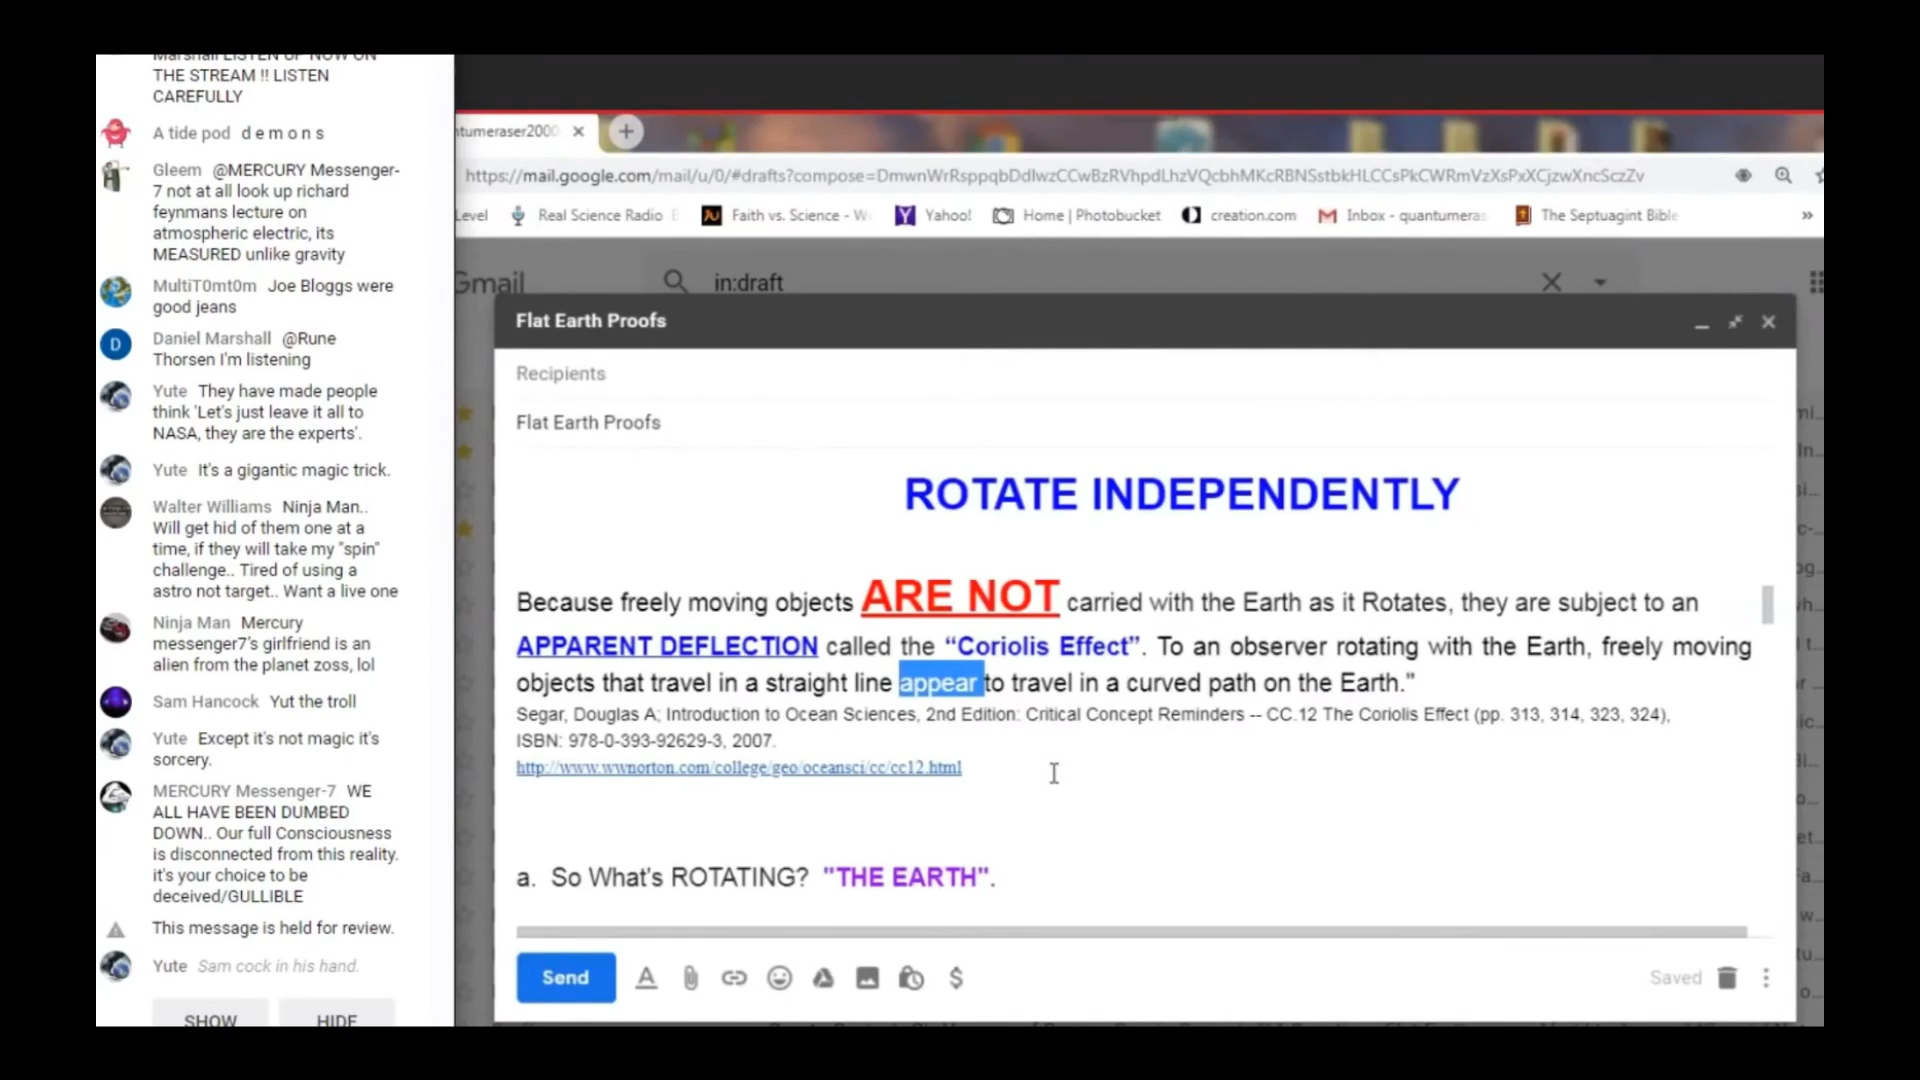 THE STREAM !! LISTEN
CAREFULLY
A tide pod d e m o n s
Gleem @MERCURY Messenger-
7 not at all look up richard
feynmans lecture on
atmospheric electric, its
MEASURED unlike gravity
MultiT0mt0m Joe Bloggs were
good jeans
Daniel Marshall @Rune
Thorsen I'm listening
Yute They have made people
think 'Let's just leave it all to
NASA, they are the experts'.
Yute It's a gigantic magic trick.
Walter Williams Ninja Man..
Will get hid of them one at a
time, if they will take my "spin"
challenge.. Tired of using a
astro not target.. Want a live one
Ninja Man Mercury
messenger7's girlfriend is an
alien from the planet zoss, lol
Sam Hancock Yut the troll
Yute Except it's not magic it's
sorcery.
MERCURY Messenger-7 WE
ALL HAVE BEEN DUMBED
DOWN.. Our full Consciousness
is disconnected from this reality.
it's your choice to be
deceived/GULLIBLE
This message is held for review.
Yute Sam cock in his hand.
SHOW HIDE
ntumeraser2000
Level Real Science Radio Faith vs. Science - W Yahoo! Home | Photobucket creation.com Inbox - quantumeras The Septuagint Bible »
Gmail in:draft
Flat Earth Proofs
Recipients
Flat Earth Proofs
ROTATE INDEPENDENTLY
Because freely moving objects ARE NOT carried with the Earth as it Rotates, they are subject to an
APPARENT DEFLECTION called the “Coriolis Effect”. To an observer rotating with the Earth, freely moving
objects that travel in a straight line appear to travel in a curved path on the Earth."
Segar, Douglas A; Introduction to Ocean Sciences, 2nd Edition: Critical Concept Reminders -- CC.12 The Coriolis Effect (pp. 313, 314, 323, 324),
ISBN: 978-0-393-92629-3, 2007.
http://www.wwnorton.com/college/geo/oceansci/cc/cc12.html
a. So What's ROTATING? "THE EARTH".
Send Saved